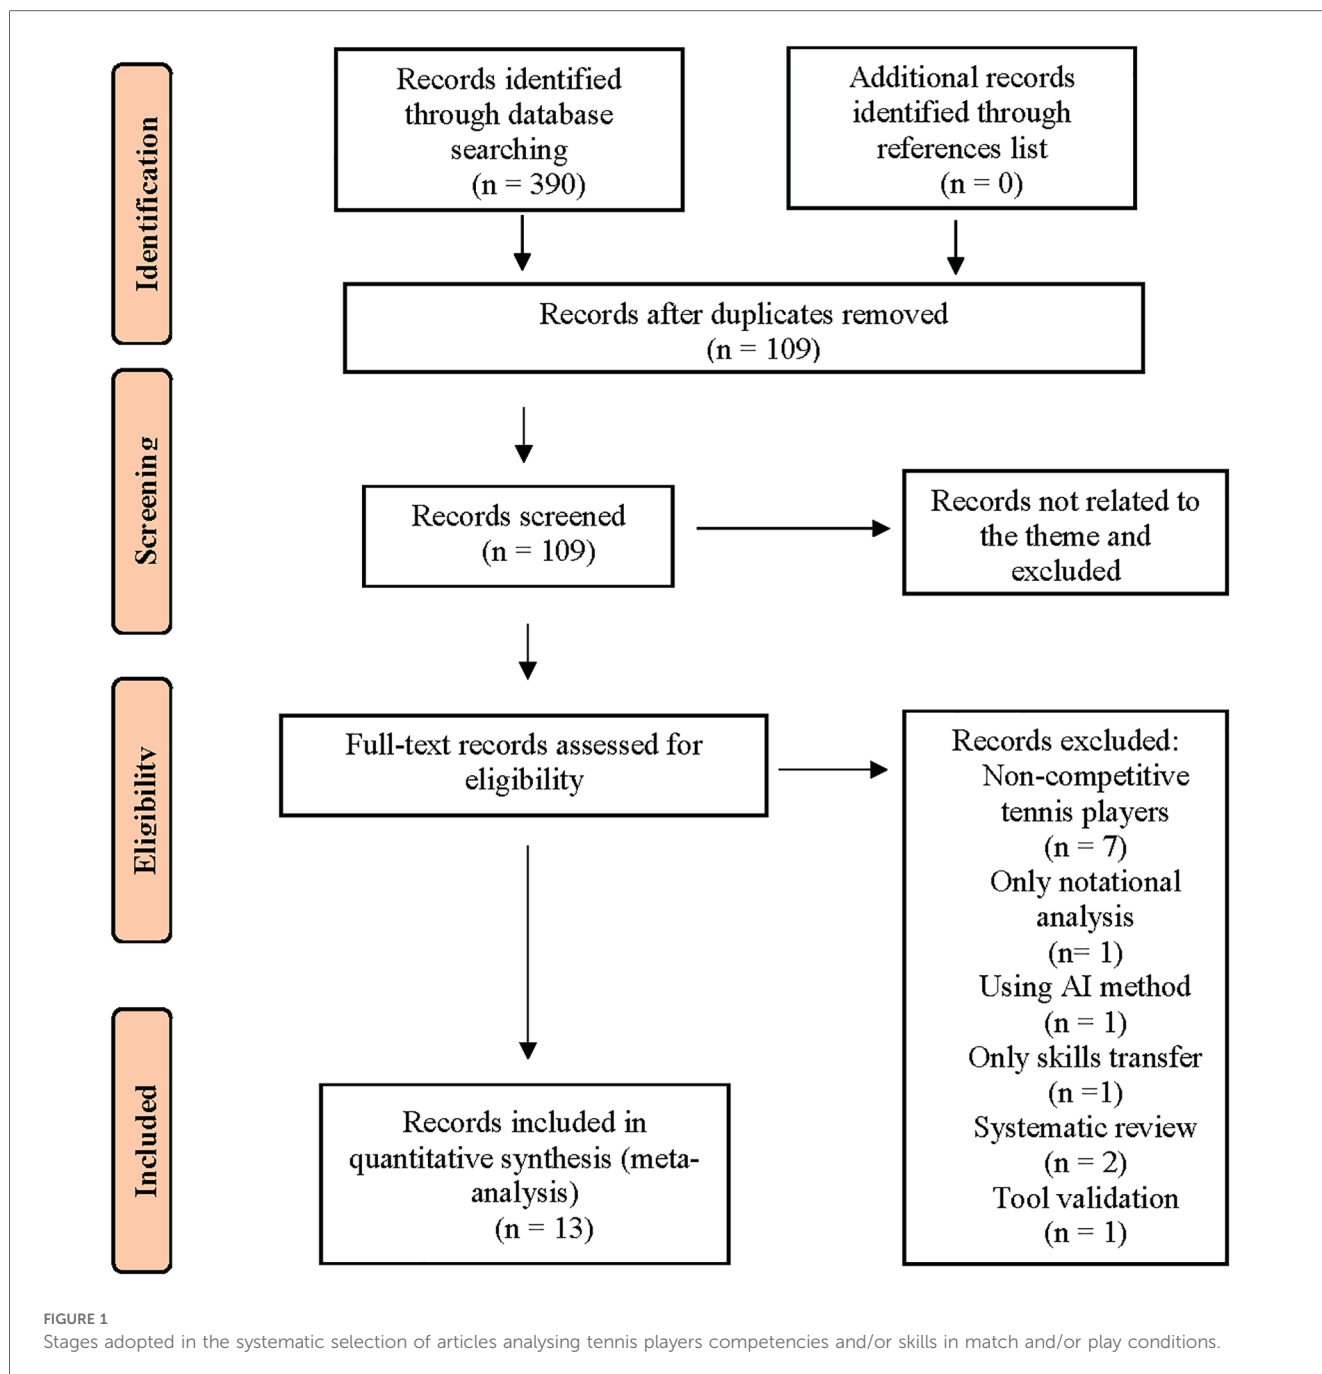 Identification
Records identified
through database
searching
(n = 390)
Additional records
identified through
references list
(n = 0)
Records after duplicates removed
(n = 109)
Screening
Records screened
(n = 109)
Records not related to
the theme and
excluded
Eligibility
Full-text records assessed for
eligibility
Records excluded:
Non-competitive
tennis players
(n = 7)
Only notational
analysis
(n= 1)
Using AI method
(n = 1)
Only skills transfer
(n =1)
Systematic review
(n = 2)
Tool validation
(n = 1)
Included
Records included in
quantitative synthesis (meta-
analysis)
(n = 13)
FIGURE 1
Stages adopted in the systematic selection of articles analysing tennis players competencies and/or skills in match and/or play conditions.